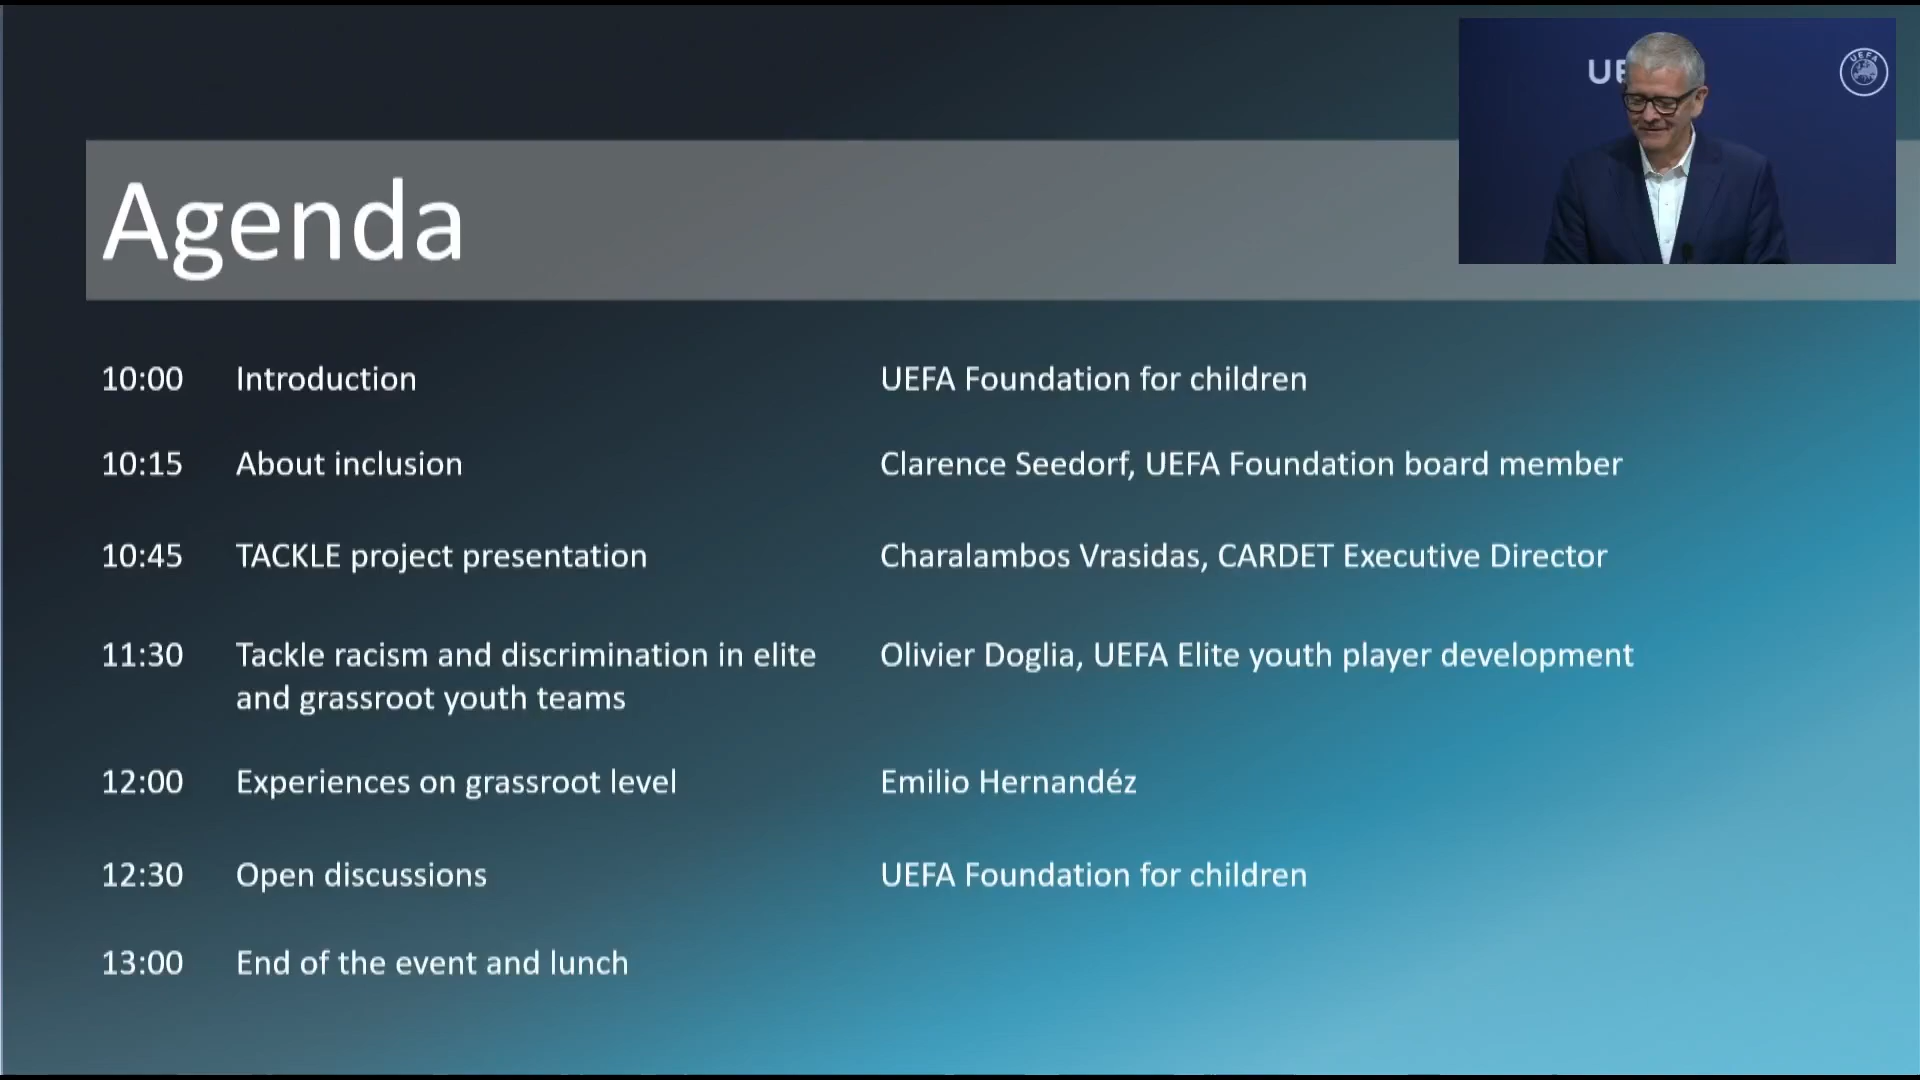 UE
UEFA
Agenda
10:00 Introduction UEFA Foundation for children
10:15 About inclusion Clarence Seedorf, UEFA Foundation board member
10:45 TACKLE project presentation Charalambos Vrasidas, CARDET Executive Director
11:30 Tackle racism and discrimination in elite Olivier Doglia, UEFA Elite youth player development
and grassroot youth teams
12:00 Experiences on grassroot level Emilio Hernandéz
12:30 Open discussions UEFA Foundation for children
13:00 End of the event and lunch